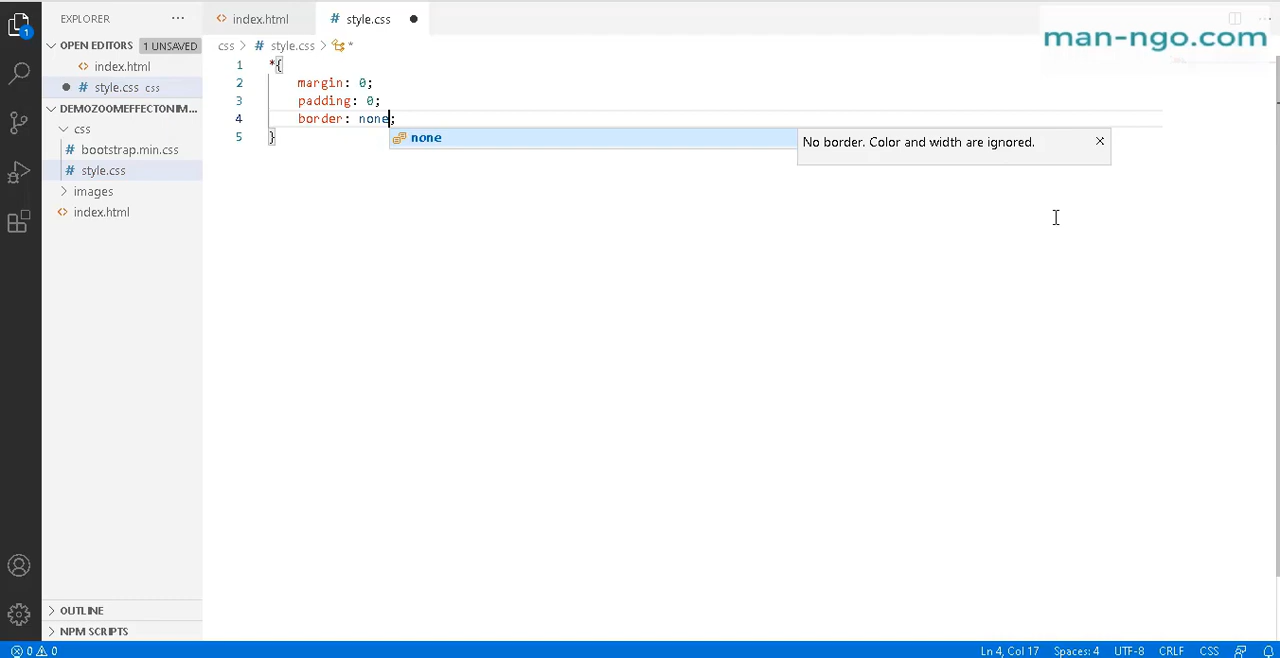 EXPLORER
index.html
# style.css
man-ngo.com
OPEN EDITORS 1 UNSAVED
css > # style.css > *
index.html
# style.css css
DEMOZOOMEFFECTONIM...
css
# bootstrap.min.css
# style.css
images
index.html
1 *{
2 margin: 0;
3 padding: 0;
4 border: none;
5 }
none
No border. Color and width are ignored.
1
OUTLINE
NPM SCRIPTS
0 0
Ln 4, Col 17 Spaces: 4 UTF-8 CRLF CSS